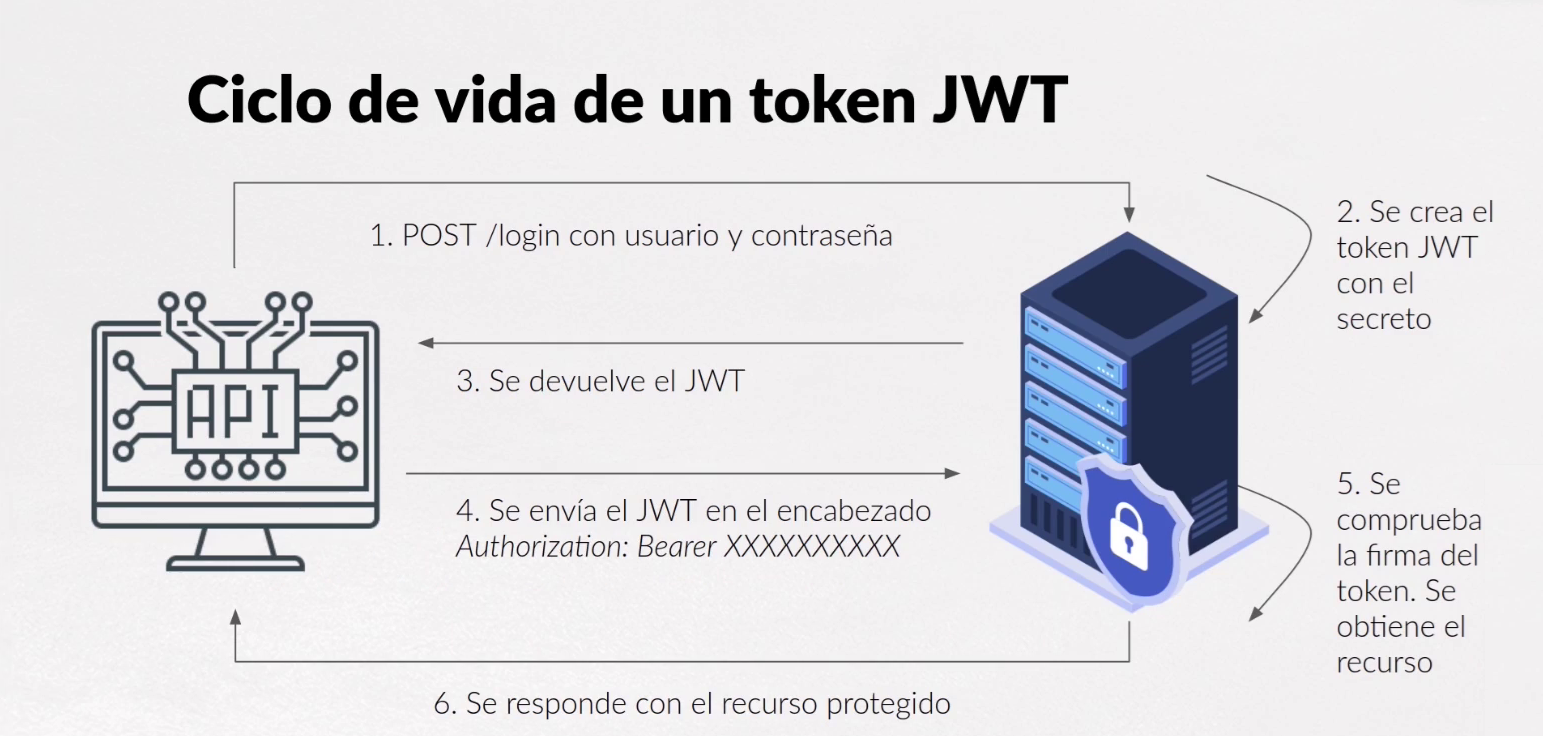 Ciclo de vida de un token JWT
1. POST /login con usuario y contraseña
2. Se crea el
token JWT
con el
secreto
API
3. Se devuelve el JWT
4. Se envía el JWT en el encabezado
Authorization: Bearer XXXXXXXXXX
5. Se
comprueba
la firma del
token. Se
obtiene el
recurso
6. Se responde con el recurso protegido